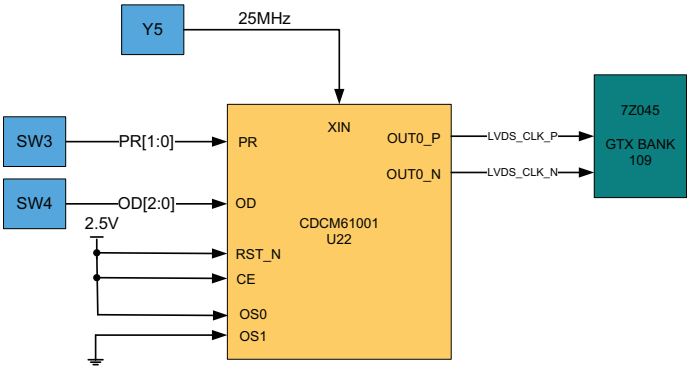 Y5
25MHz
SW3
PR[1:0]
SW4
OD[2:0]
2.5V
XIN
PR
OD
RST_N
CE
OS0
OS1
CDCM61001
U22
OUT0_P
OUT0_N
LVDS_CLK_P
LVDS_CLK_N
7Z045
GTX BANK
109